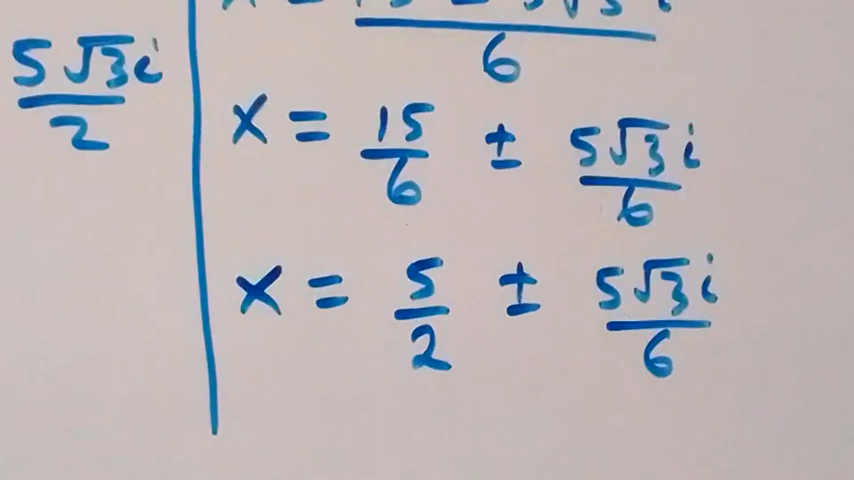 5√3i/2
6
x = 15/6 ± 5√3i/6
x = 5/2 ± 5√3i/6